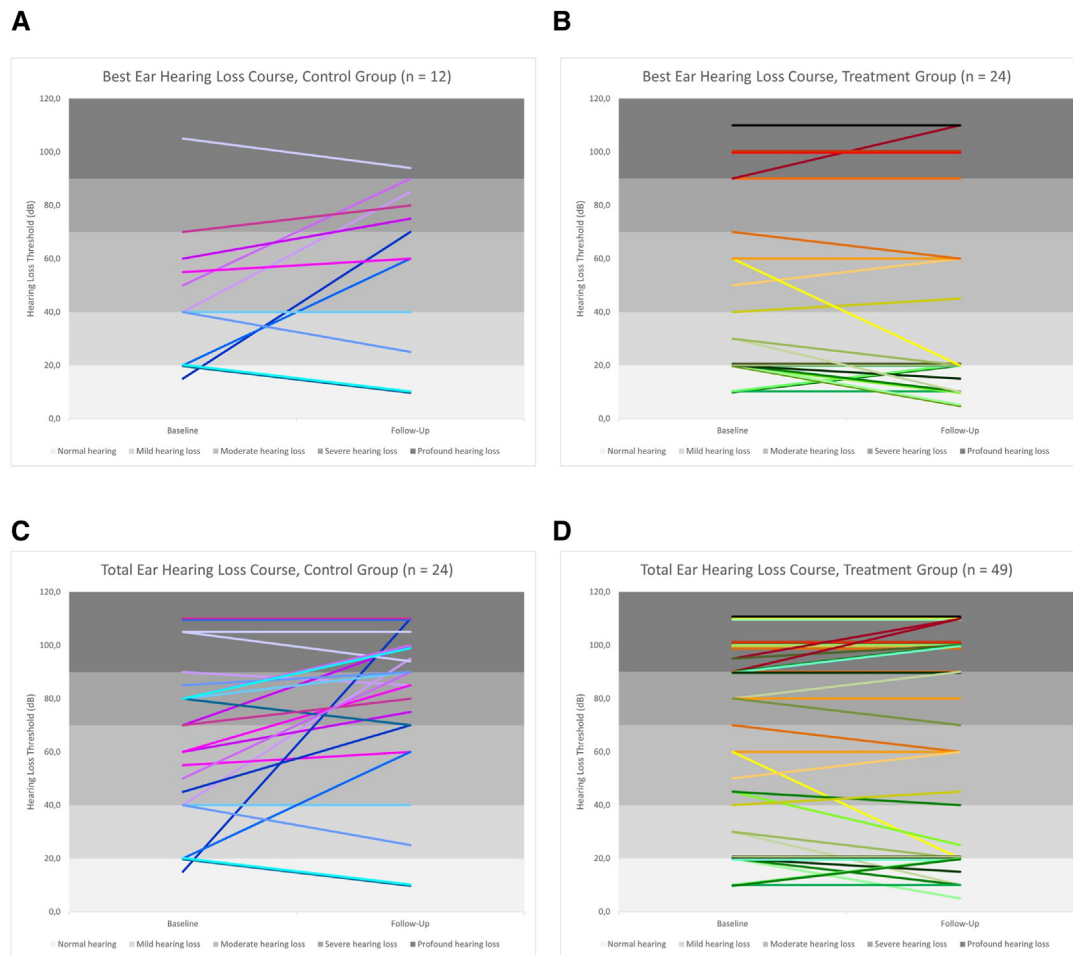 A
Best Ear Hearing Loss Course, Control Group (n = 12)
Hearing Loss Threshold (dB)
120,0
100,0
80,0
60,0
40,0
20,0
0,0
Baseline Follow-Up
Normal hearing Mild hearing loss Moderate hearing loss Severe hearing loss Profound hearing loss
B
Best Ear Hearing Loss Course, Treatment Group (n = 24)
Hearing Loss Threshold (dB)
120,0
100,0
80,0
60,0
40,0
20,0
0,0
Baseline Follow-Up
Normal hearing Mild hearing loss Moderate hearing loss Severe hearing loss Profound hearing loss
C
Total Ear Hearing Loss Course, Control Group (n = 24)
Hearing Loss Threshold (dB)
120,0
100,0
80,0
60,0
40,0
20,0
0,0
Baseline Follow-Up
Normal hearing Mild hearing loss Moderate hearing loss Severe hearing loss Profound hearing loss
D
Total Ear Hearing Loss Course, Treatment Group (n = 49)
Hearing Loss Threshold (dB)
120,0
100,0
80,0
60,0
40,0
20,0
0,0
Baseline Follow-Up
Normal hearing Mild hearing loss Moderate hearing loss Severe hearing loss Profound hearing loss